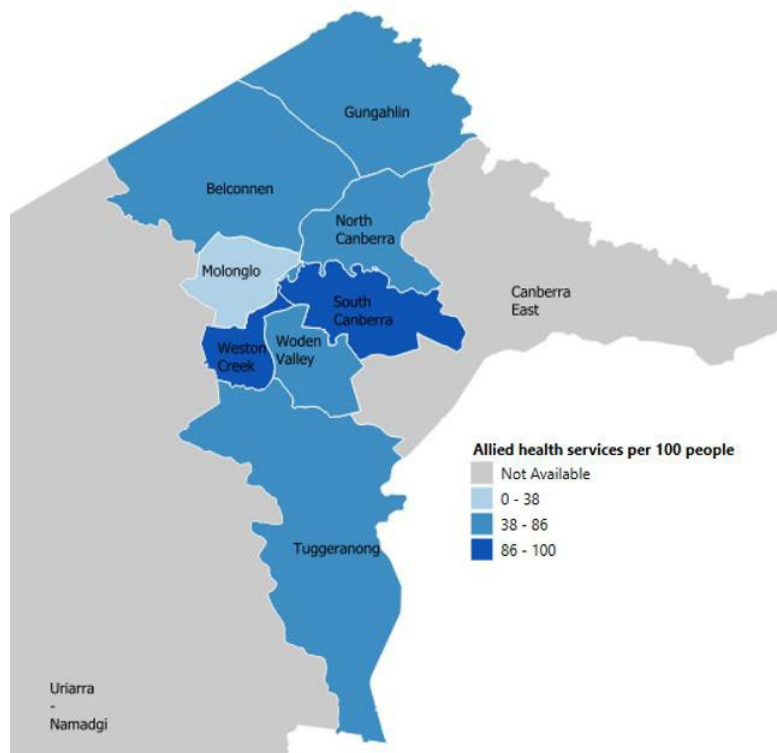 Gungahlin
Belconnen
North
Canberra
Molonglo
Canberra
East
South
Canberra
Weston
Creek
Woden
Valley
Allied health services per 100 people
Not Available
0 - 38
38 - 86
86 - 100
Tuggeranong
Uriarra
-
Namadgi